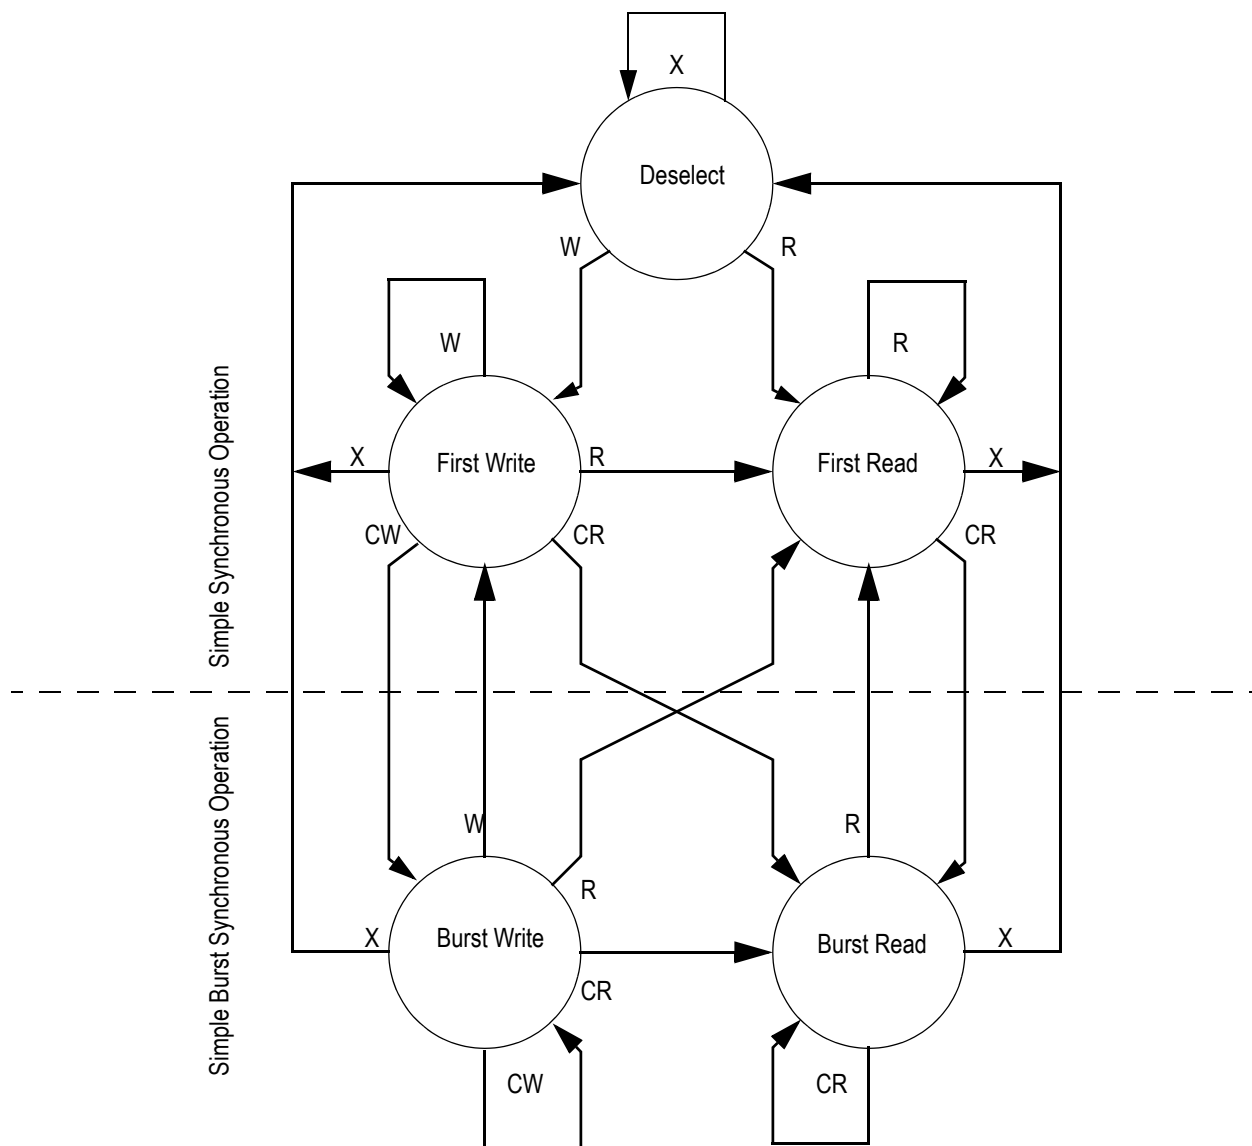 X
Deselect
W
R
W
R
Simple Synchronous Operation
X
First Write
R
First Read
X
CW
CR
CR
Simple Burst Synchronous Operation
W
R
R
X
Burst Write
Burst Read
X
CR
CW
CR